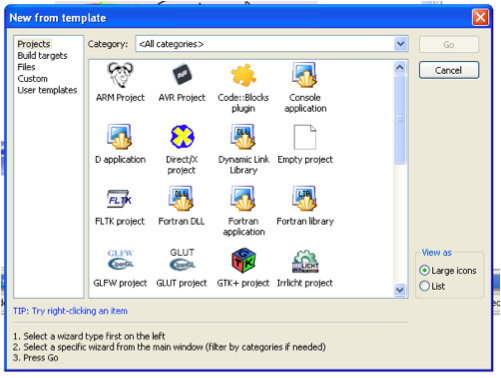 New from template
Projects
Build targets
Files
Custom
User templates
Category: <All categories>
Go
Cancel
ARM Project
AVR Project
Code::Blocks
plugin
Console
application
D application
Direct/X
project
Dynamic Link
Library
Empty project
FLTK project
Fortran DLL
Fortran
application
Fortran library
GLFW project
GLUT project
GTK+ project
Irrlicht project
View as
Large icons
List
TIP: Try right-clicking an item
1. Select a wizard type first on the left
2. Select a specific wizard from the main window (filter by categories if needed)
3. Press Go